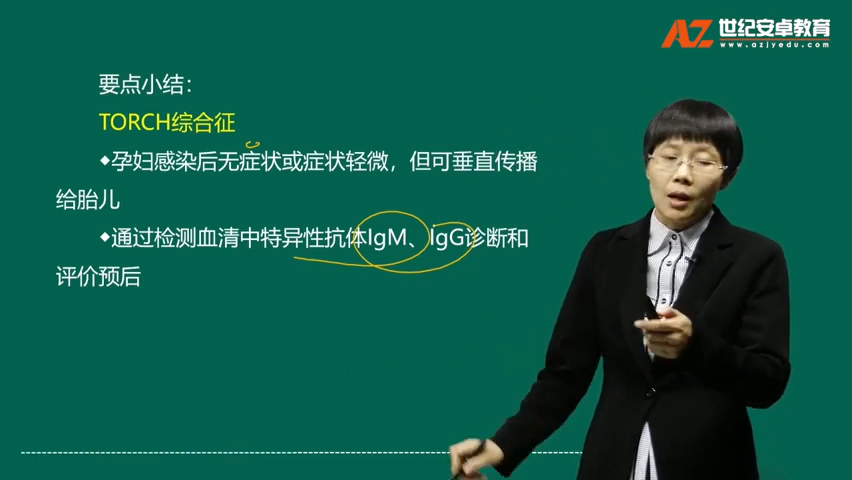 AZ 世纪安卓教育
www.azjyedu.com
要点小结：
TORCH综合征
◆孕妇感染后无症状或症状轻微，但可垂直传播
给胎儿
◆通过检测血清中特异性抗体IgM、IgG诊断和
评价预后